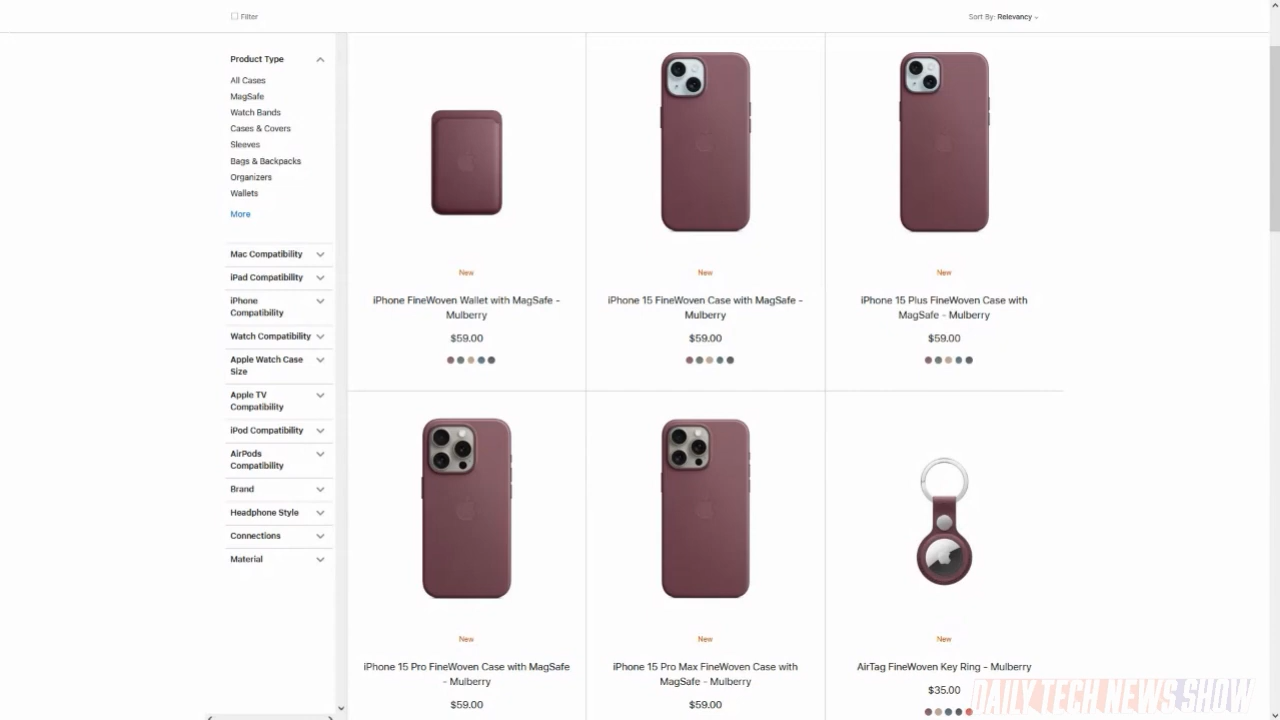 Filter
Sort By: Relevancy
Product Type
All Cases
MagSafe
Watch Bands
Cases & Covers
Sleeves
Bags & Backpacks
Organizers
Wallets
More
Mac Compatibility
iPad Compatibility
iPhone
Compatibility
Watch Compatibility
Apple Watch Case
Size
Apple TV
Compatibility
iPod Compatibility
AirPods
Compatibility
Brand
Headphone Style
Connections
Material
New
iPhone FineWoven Wallet with MagSafe -
Mulberry
$59.00
New
iPhone 15 FineWoven Case with MagSafe -
Mulberry
$59.00
New
iPhone 15 Plus FineWoven Case with
MagSafe - Mulberry
$59.00
New
iPhone 15 Pro FineWoven Case with MagSafe
- Mulberry
$59.00
New
iPhone 15 Pro Max FineWoven Case with
MagSafe - Mulberry
$59.00
New
AirTag FineWoven Key Ring - Mulberry
$35.00
DAILY TECH NEWS SHOW